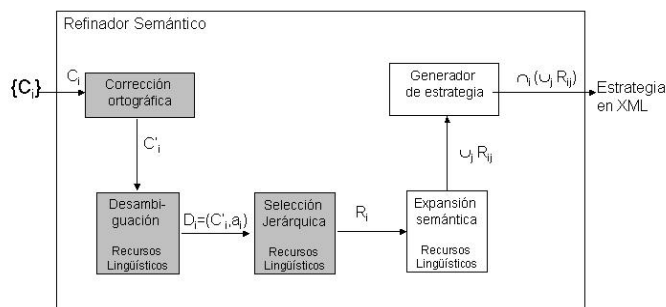 Refinador Semántico
{Cᵢ}
Cᵢ
Corrección
ortográfica
C'ᵢ
Desambi-
guación
Recursos
Lingüísticos
Dᵢ=(C'ᵢ,aᵢ)
Selección
Jerárquica
Recursos
Lingüísticos
Rᵢ
Expansión
semántica
Recursos
Lingüísticos
∪ⱼ Rᵢⱼ
Generador
de estrategia
∩ᵢ (∪ⱼ Rᵢⱼ)
Estrategia
en XML